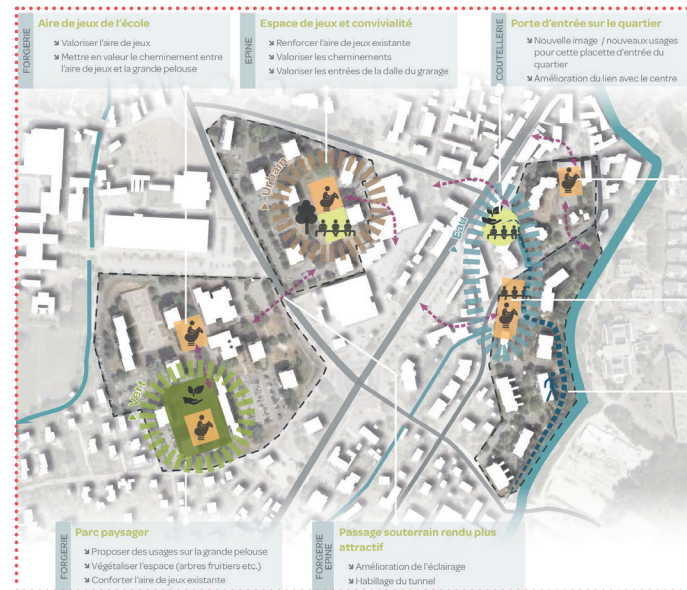 FORGERIE
Aire de jeux de l'école
Valoriser l'aire de jeux
Mettre en valeur le cheminement entre
l'aire de jeux et la grande pelouse
EPINE
Espace de jeux et convivialité
Renforcer l'aire de jeux existante
Valoriser les cheminements
Valoriser les entrées de la dalle du grarage
COUTELLERIE
Porte d'entrée sur le quartier
Nouvelle image / nouveaux usages
pour cette placette d'entrée du
quartier
Amélioration du lien avec le centre
Urbain
Eau
Vert
FORGERIE
Parc paysager
Proposer des usages sur la grande pelouse
Végétaliser l'espace (arbres fruitiers etc.)
Conforter l'aire de jeux existante
FORGERIE
EPINE
Passage souterrain rendu plus
attractif
Amélioration de l'éclairage
Habillage du tunnel